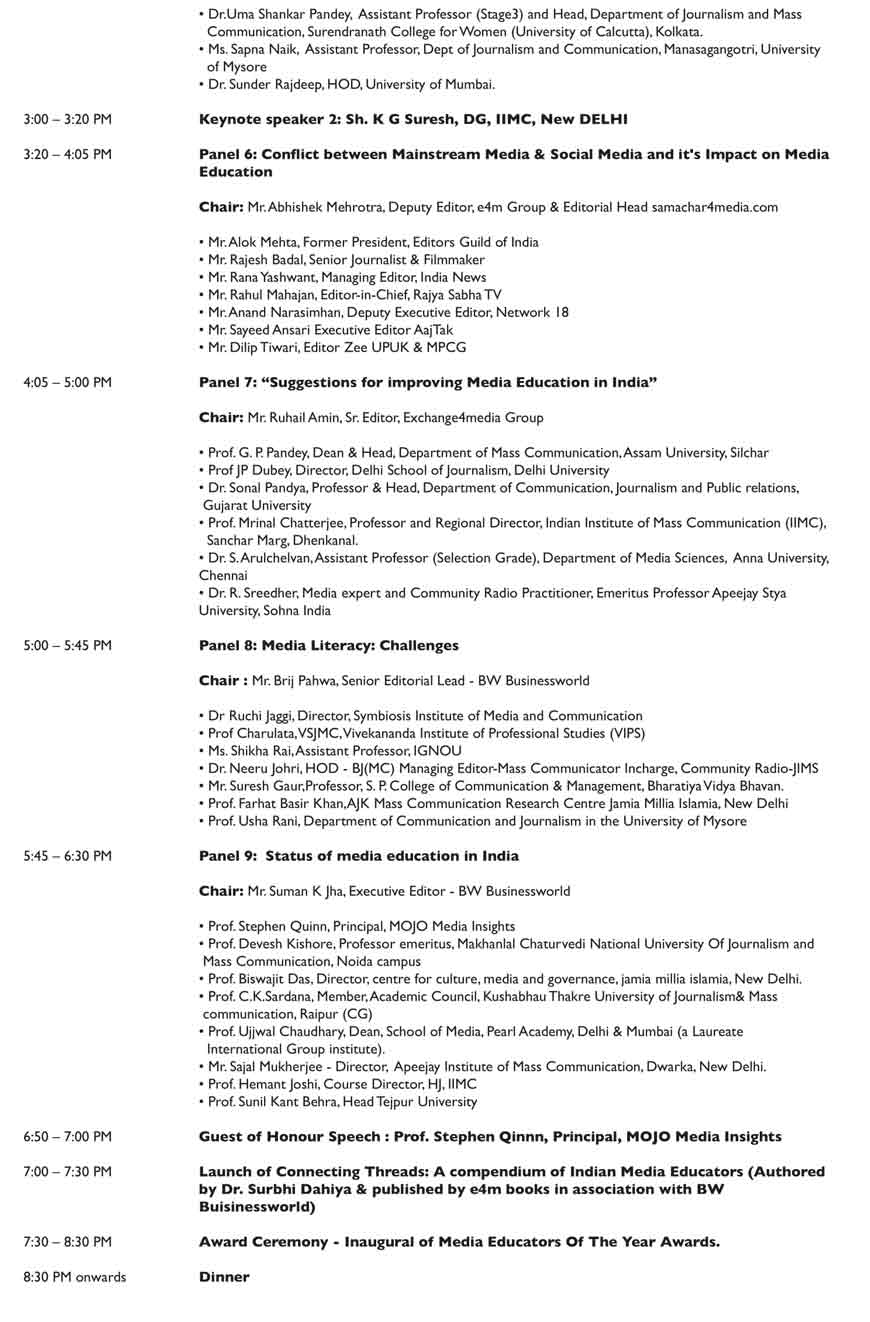 • Dr.Uma Shankar Pandey, Assistant Professor (Stage3) and Head, Department of Journalism and Mass
Communication, Surendranath College for Women (University of Calcutta), Kolkata.
• Ms. Sapna Naik, Assistant Professor, Dept of Journalism and Communication, Manasagangotri, University
of Mysore
• Dr. Sunder Rajdeep, HOD, University of Mumbai.
3:00 – 3:20 PM Keynote speaker 2: Sh. K G Suresh, DG, IIMC, New DELHI
3:20 – 4:05 PM Panel 6: Conflict between Mainstream Media & Social Media and it's Impact on Media
Education
Chair: Mr. Abhishek Mehrotra, Deputy Editor, e4m Group & Editorial Head samachar4media.com
• Mr. Alok Mehta, Former President, Editors Guild of India
• Mr. Rajesh Badal, Senior Journalist & Filmmaker
• Mr. Rana Yashwant, Managing Editor, India News
• Mr. Rahul Mahajan, Editor-in-Chief, Rajya Sabha TV
• Mr. Anand Narasimhan, Deputy Executive Editor, Network 18
• Mr. Sayeed Ansari Executive Editor AajTak
• Mr. Dilip Tiwari, Editor Zee UPUK & MPCG
4:05 – 5:00 PM Panel 7: “Suggestions for improving Media Education in India”
Chair: Mr. Ruhail Amin, Sr. Editor, Exchange4media Group
• Prof. G. P. Pandey, Dean & Head, Department of Mass Communication, Assam University, Silchar
• Prof JP Dubey, Director, Delhi School of Journalism, Delhi University
• Dr. Sonal Pandya, Professor & Head, Department of Communication, Journalism and Public relations,
Gujarat University
• Prof. Mrinal Chatterjee, Professor and Regional Director, Indian Institute of Mass Communication (IIMC),
Sanchar Marg, Dhenkanal.
• Dr. S. Arulchelvan, Assistant Professor (Selection Grade), Department of Media Sciences, Anna University,
Chennai
• Dr. R. Sreedher, Media expert and Community Radio Practitioner, Emeritus Professor Apeejay Stya
University, Sohna India
5:00 – 5:45 PM Panel 8: Media Literacy: Challenges
Chair : Mr. Brij Pahwa, Senior Editorial Lead - BW Businessworld
• Dr Ruchi Jaggi, Director, Symbiosis Institute of Media and Communication
• Prof Charulata, VSJMC, Vivekananda Institute of Professional Studies (VIPS)
• Ms. Shikha Rai, Assistant Professor, IGNOU
• Dr. Neeru Johri, HOD - BJ(MC) Managing Editor-Mass Communicator Incharge, Community Radio-JIMS
• Mr. Suresh Gaur,Professor, S. P. College of Communication & Management, Bharatiya Vidya Bhavan.
• Prof. Farhat Basir Khan,AJK Mass Communication Research Centre Jamia Millia Islamia, New Delhi
• Prof. Usha Rani, Department of Communication and Journalism in the University of Mysore
5:45 – 6:30 PM Panel 9: Status of media education in India
Chair: Mr. Suman K Jha, Executive Editor - BW Businessworld
• Prof. Stephen Quinn, Principal, MOJO Media Insights
• Prof. Devesh Kishore, Professor emeritus, Makhanlal Chaturvedi National University Of Journalism and
Mass Communication, Noida campus
• Prof. Biswajit Das, Director, centre for culture, media and governance, jamia millia islamia, New Delhi.
• Prof. C.K.Sardana, Member, Academic Council, Kushabhau Thakre University of Journalism& Mass
communication, Raipur (CG)
• Prof. Ujjwal Chaudhary, Dean, School of Media, Pearl Academy, Delhi & Mumbai (a Laureate
International Group institute).
• Mr. Sajal Mukherjee - Director, Apeejay Institute of Mass Communication, Dwarka, New Delhi.
• Prof. Hemant Joshi, Course Director, HJ, IIMC
• Prof. Sunil Kant Behra, Head Tejpur University
6:50 – 7:00 PM Guest of Honour Speech : Prof. Stephen Qinnn, Principal, MOJO Media Insights
7:00 – 7:30 PM Launch of Connecting Threads: A compendium of Indian Media Educators (Authored
by Dr. Surbhi Dahiya & published by e4m books in association with BW
Buisinessworld)
7:30 – 8:30 PM Award Ceremony - Inaugural of Media Educators Of The Year Awards.
8:30 PM onwards Dinner